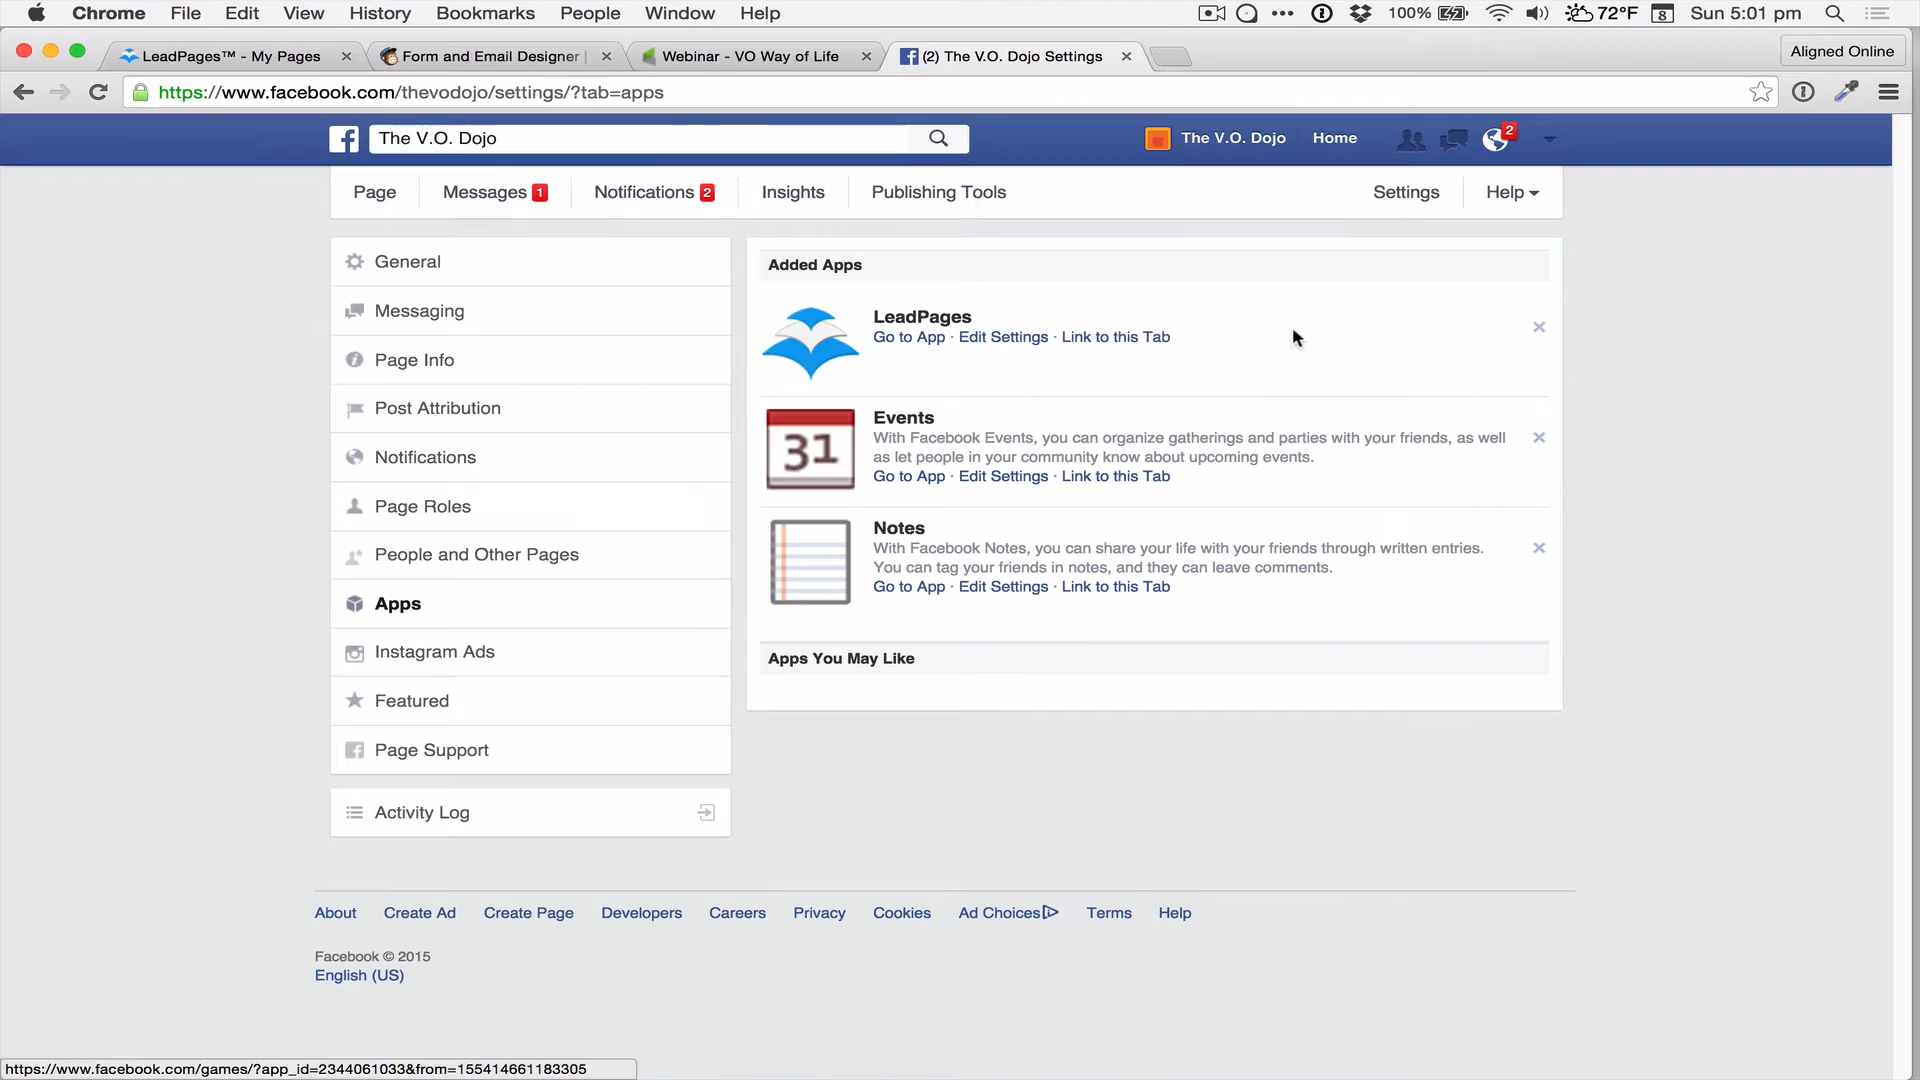 Chrome File Edit View History Bookmarks People Window Help 100% 72°F 8 Sun 5:01 pm
LeadPages™ - My Pages Form and Email Designer Webinar - VO Way of Life (2) The V.O. Dojo Settings Aligned Online
https://www.facebook.com/thevodojo/settings/?tab=apps
The V.O. Dojo The V.O. Dojo Home 2
Page Messages 1 Notifications 2 Insights Publishing Tools Settings Help
General
Messaging
Page Info
Post Attribution
Notifications
Page Roles
People and Other Pages
Apps
Instagram Ads
Featured
Page Support
Activity Log
Added Apps
LeadPages
Go to App · Edit Settings · Link to this Tab
31
Events
With Facebook Events, you can organize gatherings and parties with your friends, as well
as let people in your community know about upcoming events.
Go to App · Edit Settings · Link to this Tab
Notes
With Facebook Notes, you can share your life with your friends through written entries.
You can tag your friends in notes, and they can leave comments.
Go to App · Edit Settings · Link to this Tab
Apps You May Like
About Create Ad Create Page Developers Careers Privacy Cookies Ad Choices Terms Help
Facebook © 2015
English (US)
https://www.facebook.com/games/?app_id=2344061033&from=155414661183305